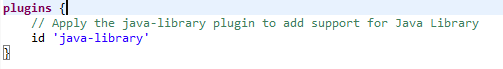 plugins {
    // Apply the java-library plugin to add support for Java Library
    id 'java-library'
}